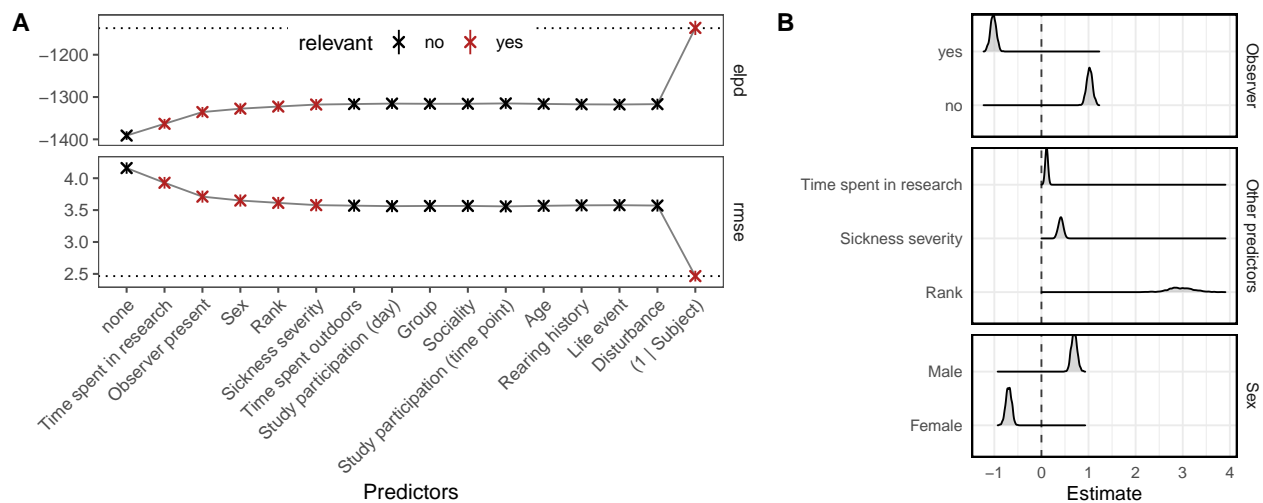 A
relevant no yes
−1200
−1300
−1400
elpd
4.0
3.5
3.0
2.5
rmse
none
Time spent in research
Observer present
Sex
Rank
Sickness severity
Time spent outdoors
Study participation (day)
Group
Sociality
Study participation (time point)
Age
Rearing history
Life event
Disturbance
(1 | Subject)
Predictors
B
yes
no
Observer
Time spent in research
Sickness severity
Rank
Other predictors
Male
Female
Sex
−1 0 1 2 3 4
Estimate